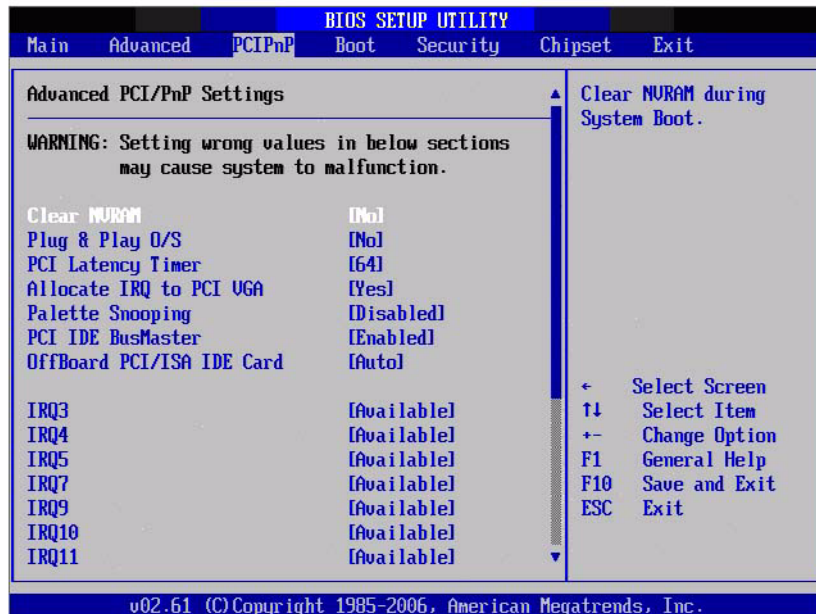 BIOS SETUP UTILITY
Main Advanced PCIPnP Boot Security Chipset Exit
Advanced PCI/PnP Settings
WARNING: Setting wrong values in below sections
may cause system to malfunction.
Clear NVRAM [No]
Plug & Play O/S [No]
PCI Latency Timer [64]
Allocate IRQ to PCI VGA [Yes]
Palette Snooping [Disabled]
PCI IDE BusMaster [Enabled]
OffBoard PCI/ISA IDE Card [Auto]
IRQ3 [Available]
IRQ4 [Available]
IRQ5 [Available]
IRQ7 [Available]
IRQ9 [Available]
IRQ10 [Available]
IRQ11 [Available]
Clear NVRAM during
System Boot.
← Select Screen
↑↓ Select Item
+- Change Option
F1 General Help
F10 Save and Exit
ESC Exit
v02.61 (C)Copyright 1985-2006, American Megatrends, Inc.